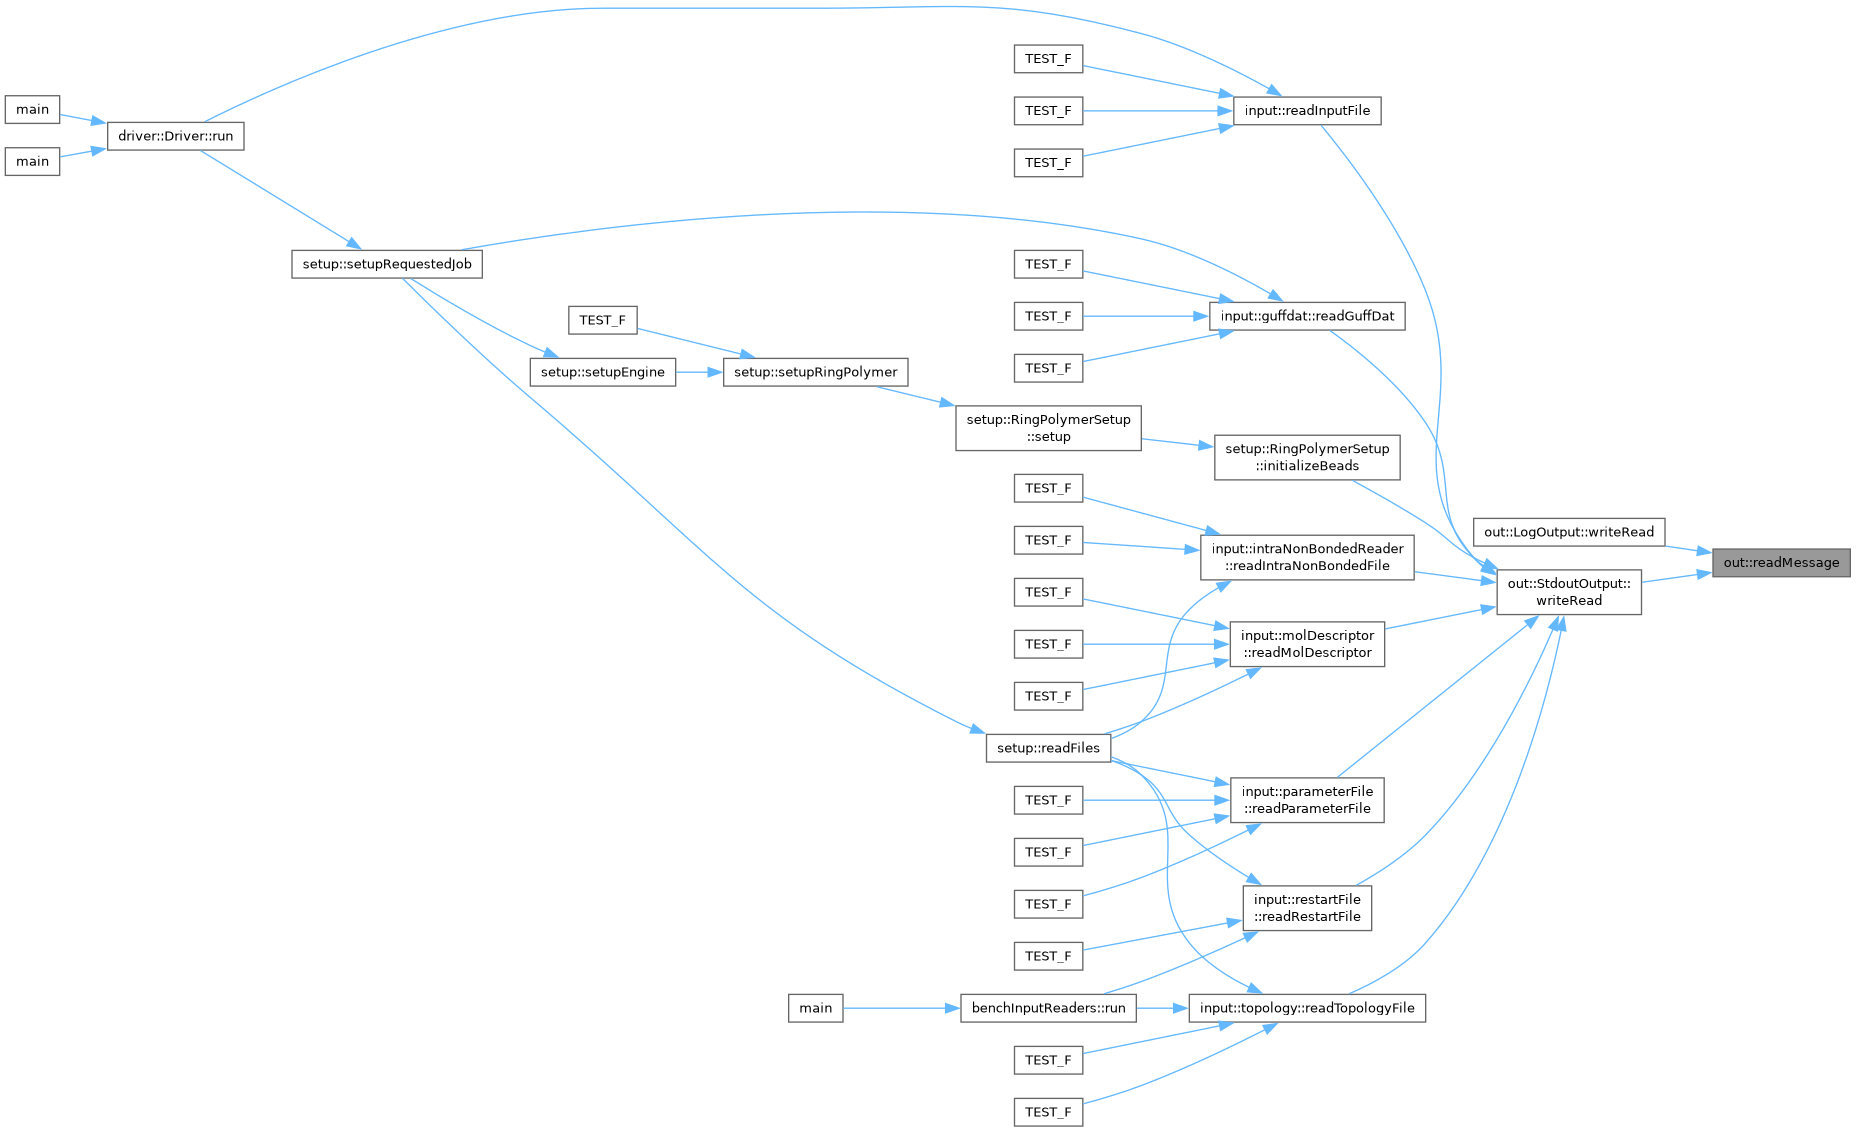 TEST_F
main
TEST_F
input::readInputFile
driver::Driver::run
main
TEST_F
setup::setupRequestedJob
TEST_F
TEST_F
TEST_F
input::guffdat::readGuffDat
setup::setupEngine
setup::setupRingPolymer
TEST_F
setup::RingPolymerSetup
::setup
setup::RingPolymerSetup
::initializeBeads
TEST_F
out::LogOutput::writeRead
TEST_F
input::intraNonBondedReader
::readIntraNonBondedFile
out::readMessage
TEST_F
out::StdoutOutput::
writeRead
TEST_F
input::molDescriptor
::readMolDescriptor
TEST_F
setup::readFiles
TEST_F
input::parameterFile
::readParameterFile
TEST_F
TEST_F
input::restartFile
::readRestartFile
TEST_F
main
benchInputReaders::run
input::topology::readTopologyFile
TEST_F
TEST_F